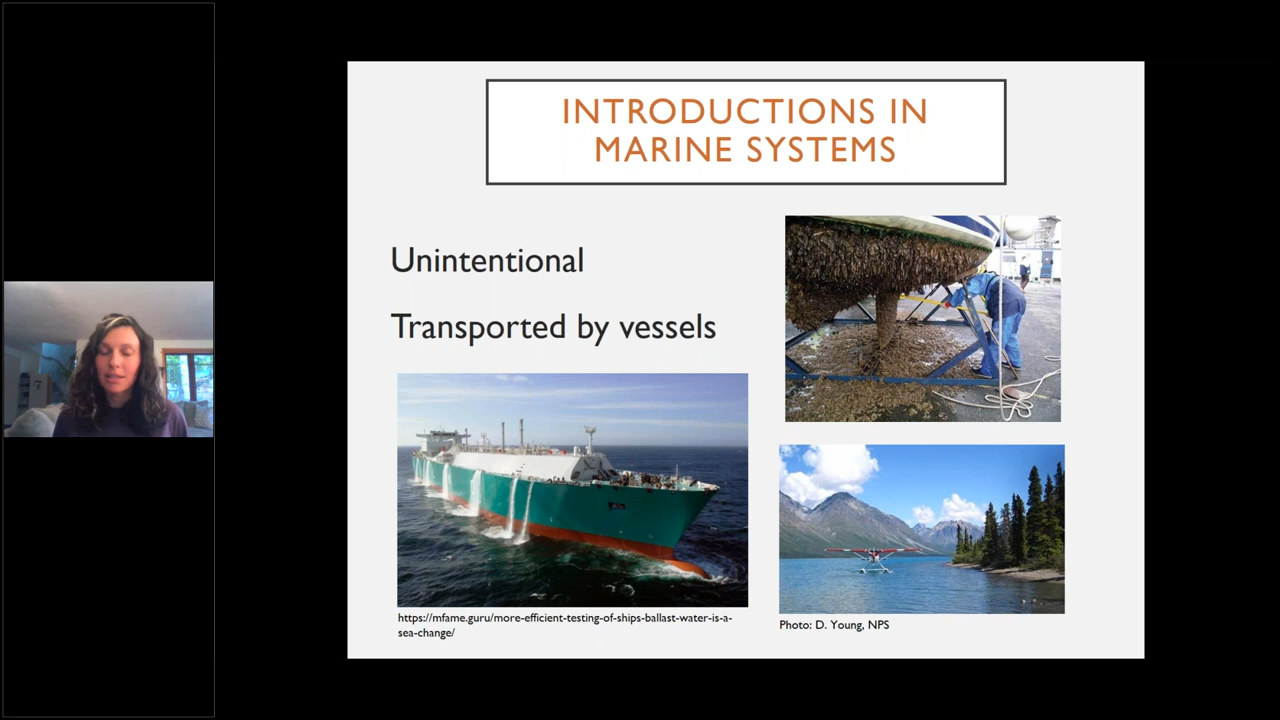 INTRODUCTIONS IN
MARINE SYSTEMS
Unintentional
Transported by vessels
https://mfame.guru/more-efficient-testing-of-ships-ballast-water-is-a-
sea-change/
Photo: D. Young, NPS